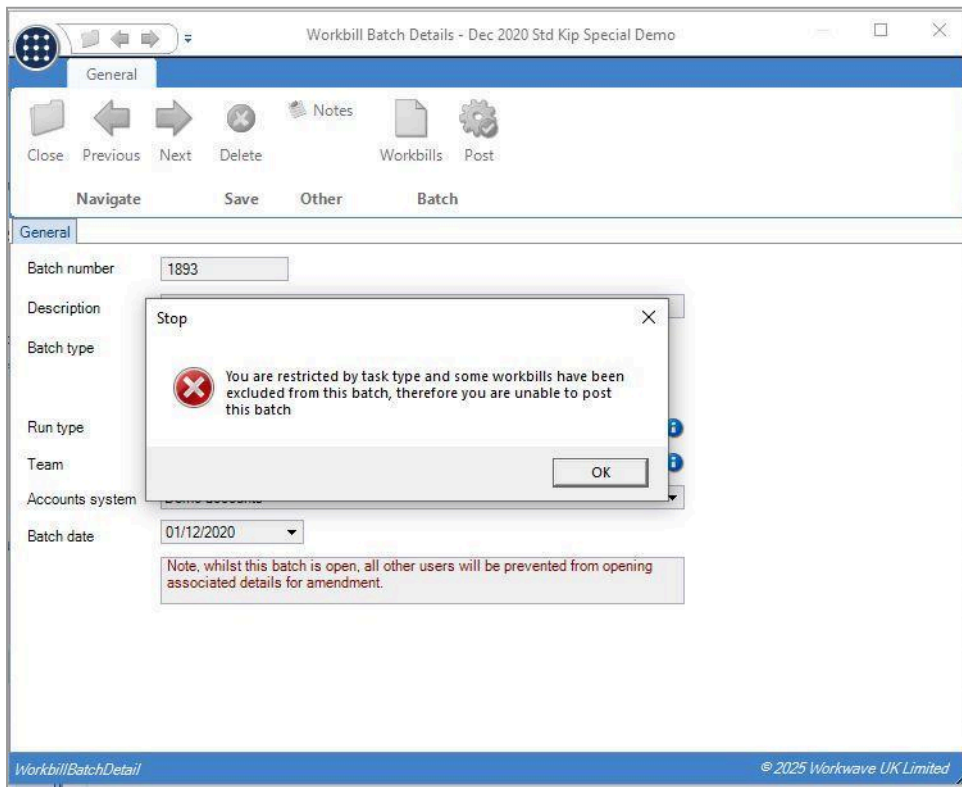 Workbill Batch Details - Dec 2020 Std Kip Special Demo
General
Notes
Close Previous Next Delete Workbills Post
Navigate Save Other Batch
General
Batch number 1893
Description
Stop
Batch type
You are restricted by task type and some workbills have been
excluded from this batch, therefore you are unable to post
this batch
Run type
Team
OK
Accounts system
Batch date 01/12/2020
Note, whilst this batch is open, all other users will be prevented from opening
associated details for amendment.
WorkbillBatchDetail © 2025 Workwave UK Limited